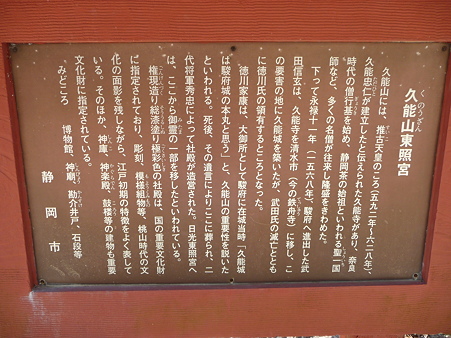 久能山東照宮
久能山には、推古天皇のころ(五九二年〜六二八年)、
久能忠仁が建立したと伝えられた久能寺があり、奈良
時代の僧行基を始め、静岡茶の始祖といわれる聖一国
師など、多くの名僧が往来し隆盛をきわめた。
下って永禄十一年(一五六八年)、駿府へ進出した武
田信玄は、久能寺を清水市(今の鉄舟寺)に移し、こ
の要害の地に久能城を築いたが、武田氏の滅亡ととも
に徳川氏の領有するところとなった。
徳川家康は、大御所として駿府に在城当時「久能城
は駿府城の本丸と思う」と、久能山の重要性を説いた
といわれる。死後、その遺言によりここに葬られ、二
代将軍秀忠によって社殿が造営された。日光東照宮へ
は、ここから御霊の一部を移したといわれている。
権現造り総漆塗り極彩色の社殿は、国の重要文化財
に指定されており、彫刻、模様組物等、桃山時代の文
化の面影を残しながら、江戸初期の特徴をよく表して
いる。そのほか、神庫、神楽殿、鼓楼等の建物も重要
文化財に指定されている。
みどころ
博物館、神庫、勘介井戸、石段等
静岡市